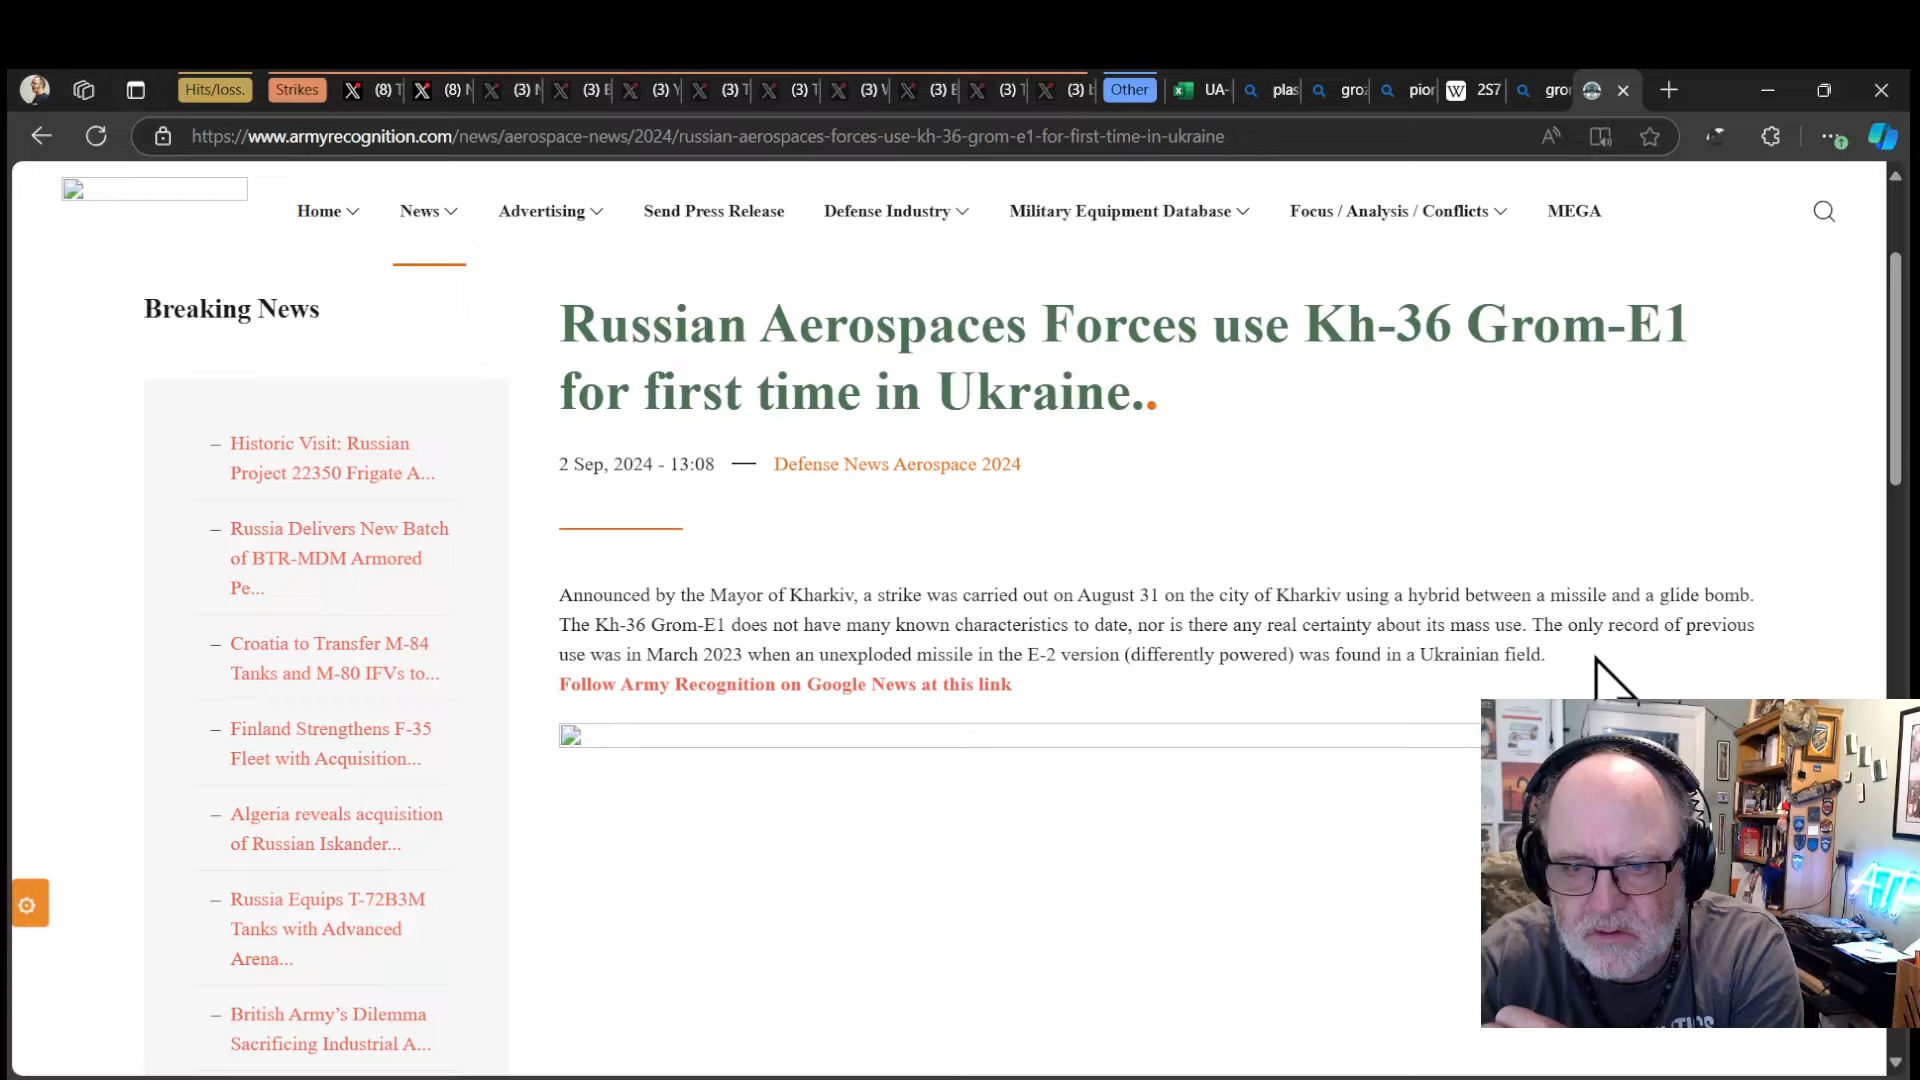 Hits/loss.
Strikes
(8) T
(8) N
(3) N
(3) E
(3) Y
(3) T
(3) T
(3) V
(3) E
(3) T
Other
UA-
plas
gro
pior
2S7
gro
https://www.armyrecognition.com/news/aerospace-news/2024/russian-aerospaces-forces-use-kh-36-grom-e1-for-first-time-in-ukraine
Home
News
Advertising
Send Press Release
Defense Industry
Military Equipment Database
Focus / Analysis / Conflicts
MEGA
Breaking News
– Historic Visit: Russian
Project 22350 Frigate A...
– Russia Delivers New Batch
of BTR-MDM Armored
Pe...
– Croatia to Transfer M-84
Tanks and M-80 IFVs to...
– Finland Strengthens F-35
Fleet with Acquisition...
– Algeria reveals acquisition
of Russian Iskander...
– Russia Equips T-72B3M
Tanks with Advanced
Arena...
– British Army’s Dilemma
Sacrificing Industrial A...
Russian Aerospaces Forces use Kh-36 Grom-E1
for first time in Ukraine..
2 Sep, 2024 - 13:08 — Defense News Aerospace 2024
Announced by the Mayor of Kharkiv, a strike was carried out on August 31 on the city of Kharkiv using a hybrid between a missile and a glide bomb.
The Kh-36 Grom-E1 does not have many known characteristics to date, nor is there any real certainty about its mass use. The only record of previous
use was in March 2023 when an unexploded missile in the E-2 version (differently powered) was found in a Ukrainian field.
Follow Army Recognition on Google News at this link
ATP